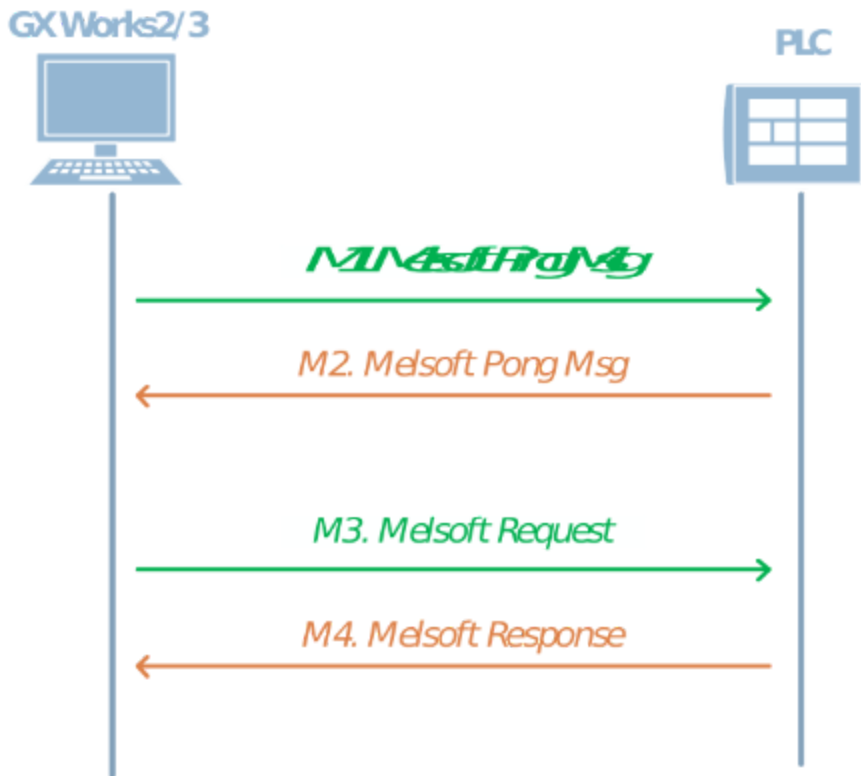 GX Works2/3
PLC
M2. Melsoft Pong Msg
M3. Melsoft Request
M4. Melsoft Response